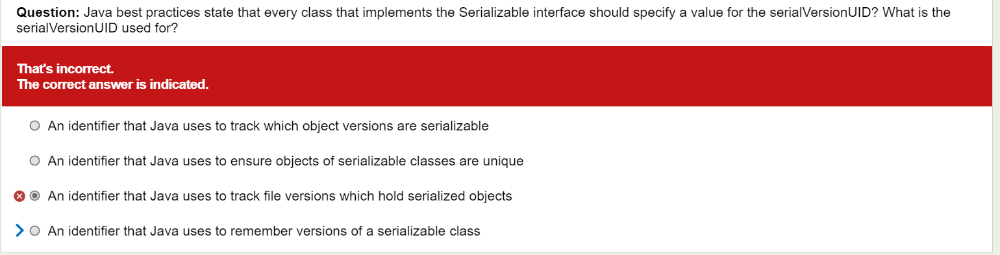 Question: Java best practices state that every class that implements the Serializable interface should specify a value for the serialVersionUID? What is the
serialVersionUID used for?
That's incorrect.
The correct answer is indicated.
An identifier that Java uses to track which object versions are serializable
An identifier that Java uses to ensure objects of serializable classes are unique
An identifier that Java uses to track file versions which hold serialized objects
An identifier that Java uses to remember versions of a serializable class